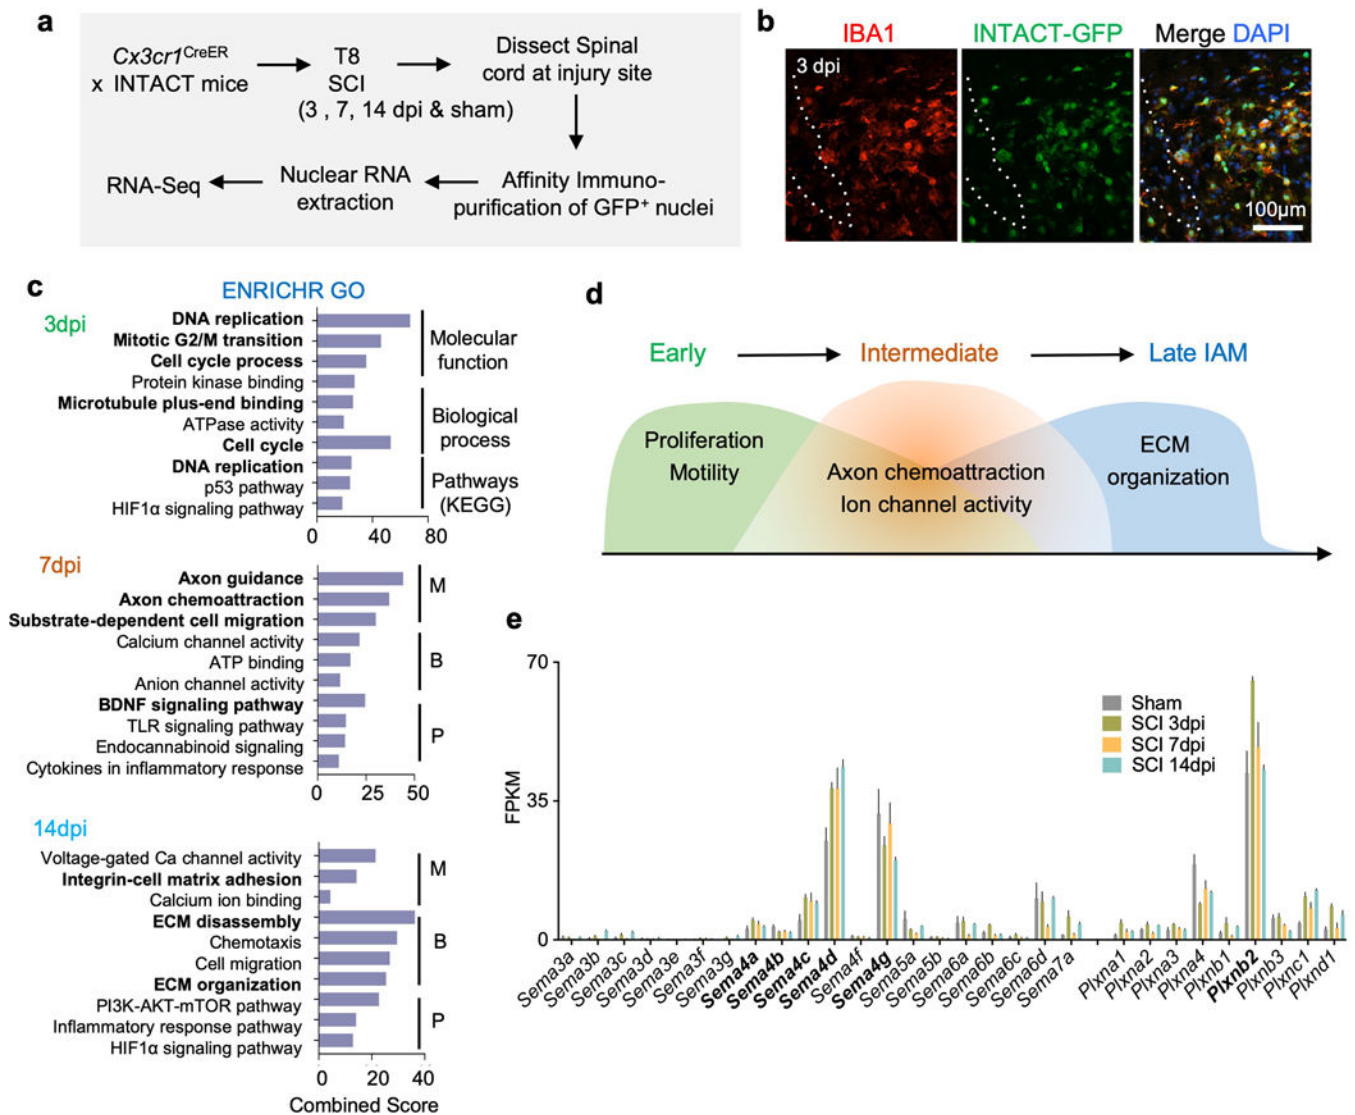 a
Cx3cr1CreER
x INTACT mice
T8
SCI
(3 , 7, 14 dpi & sham)
Dissect Spinal
cord at injury site
Affinity Immuno-
purification of GFP+ nuclei
Nuclear RNA
extraction
RNA-Seq
b
IBA1
INTACT-GFP
Merge DAPI
3 dpi
100µm
c
ENRICHR GO
3dpi
DNA replication
Mitotic G2/M transition
Cell cycle process
Protein kinase binding
Microtubule plus-end binding
ATPase activity
Cell cycle
DNA replication
p53 pathway
HIF1α signaling pathway
Molecular
function
Biological
process
Pathways
(KEGG)
0 40 80
7dpi
Axon guidance
Axon chemoattraction
Substrate-dependent cell migration
Calcium channel activity
ATP binding
Anion channel activity
BDNF signaling pathway
TLR signaling pathway
Endocannabinoid signaling
Cytokines in inflammatory response
M
B
P
0 25 50
14dpi
Voltage-gated Ca channel activity
Integrin-cell matrix adhesion
Calcium ion binding
ECM disassembly
Chemotaxis
Cell migration
ECM organization
PI3K-AKT-mTOR pathway
Inflammatory response pathway
HIF1α signaling pathway
M
B
P
0 20 40
Combined Score
d
Early
Intermediate
Late IAM
Proliferation
Motility
Axon chemoattraction
Ion channel activity
ECM
organization
e
FPKM
70
35
0
Sham
SCI 3dpi
SCI 7dpi
SCI 14dpi
Sema3a
Sema3b
Sema3c
Sema3d
Sema3e
Sema3f
Sema3g
Sema4a
Sema4b
Sema4c
Sema4d
Sema4f
Sema4g
Sema5a
Sema5b
Sema6a
Sema6b
Sema6c
Sema6d
Sema7a
Plxna1
Plxna2
Plxna3
Plxna4
Plxnb1
Plxnb2
Plxnb3
Plxnc1
Plxnd1